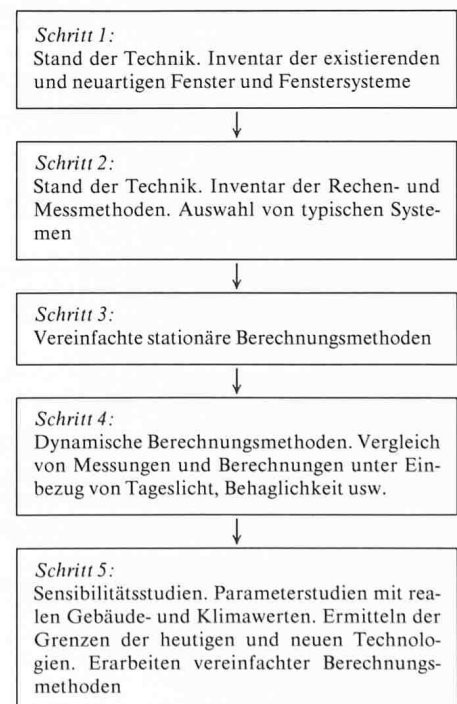 Schritt 1:
Stand der Technik. Inventar der existierenden
und neuartigen Fenster und Fenstersysteme
Schritt 2:
Stand der Technik. Inventar der Rechen- und
Messmethoden. Auswahl von typischen Syste-
men
Schritt 3:
Vereinfachte stationäre Berechnungsmethoden
Schritt 4:
Dynamische Berechnungsmethoden. Vergleich
von Messungen und Berechnungen unter Ein-
bezug von Tageslicht, Behaglichkeit usw.
Schritt 5:
Sensibilitätsstudien. Parameterstudien mit rea-
len Gebäude- und Klimawerten. Ermitteln der
Grenzen der heutigen und neuen Technolo-
gien. Erarbeiten vereinfachter Berechnungs-
methoden